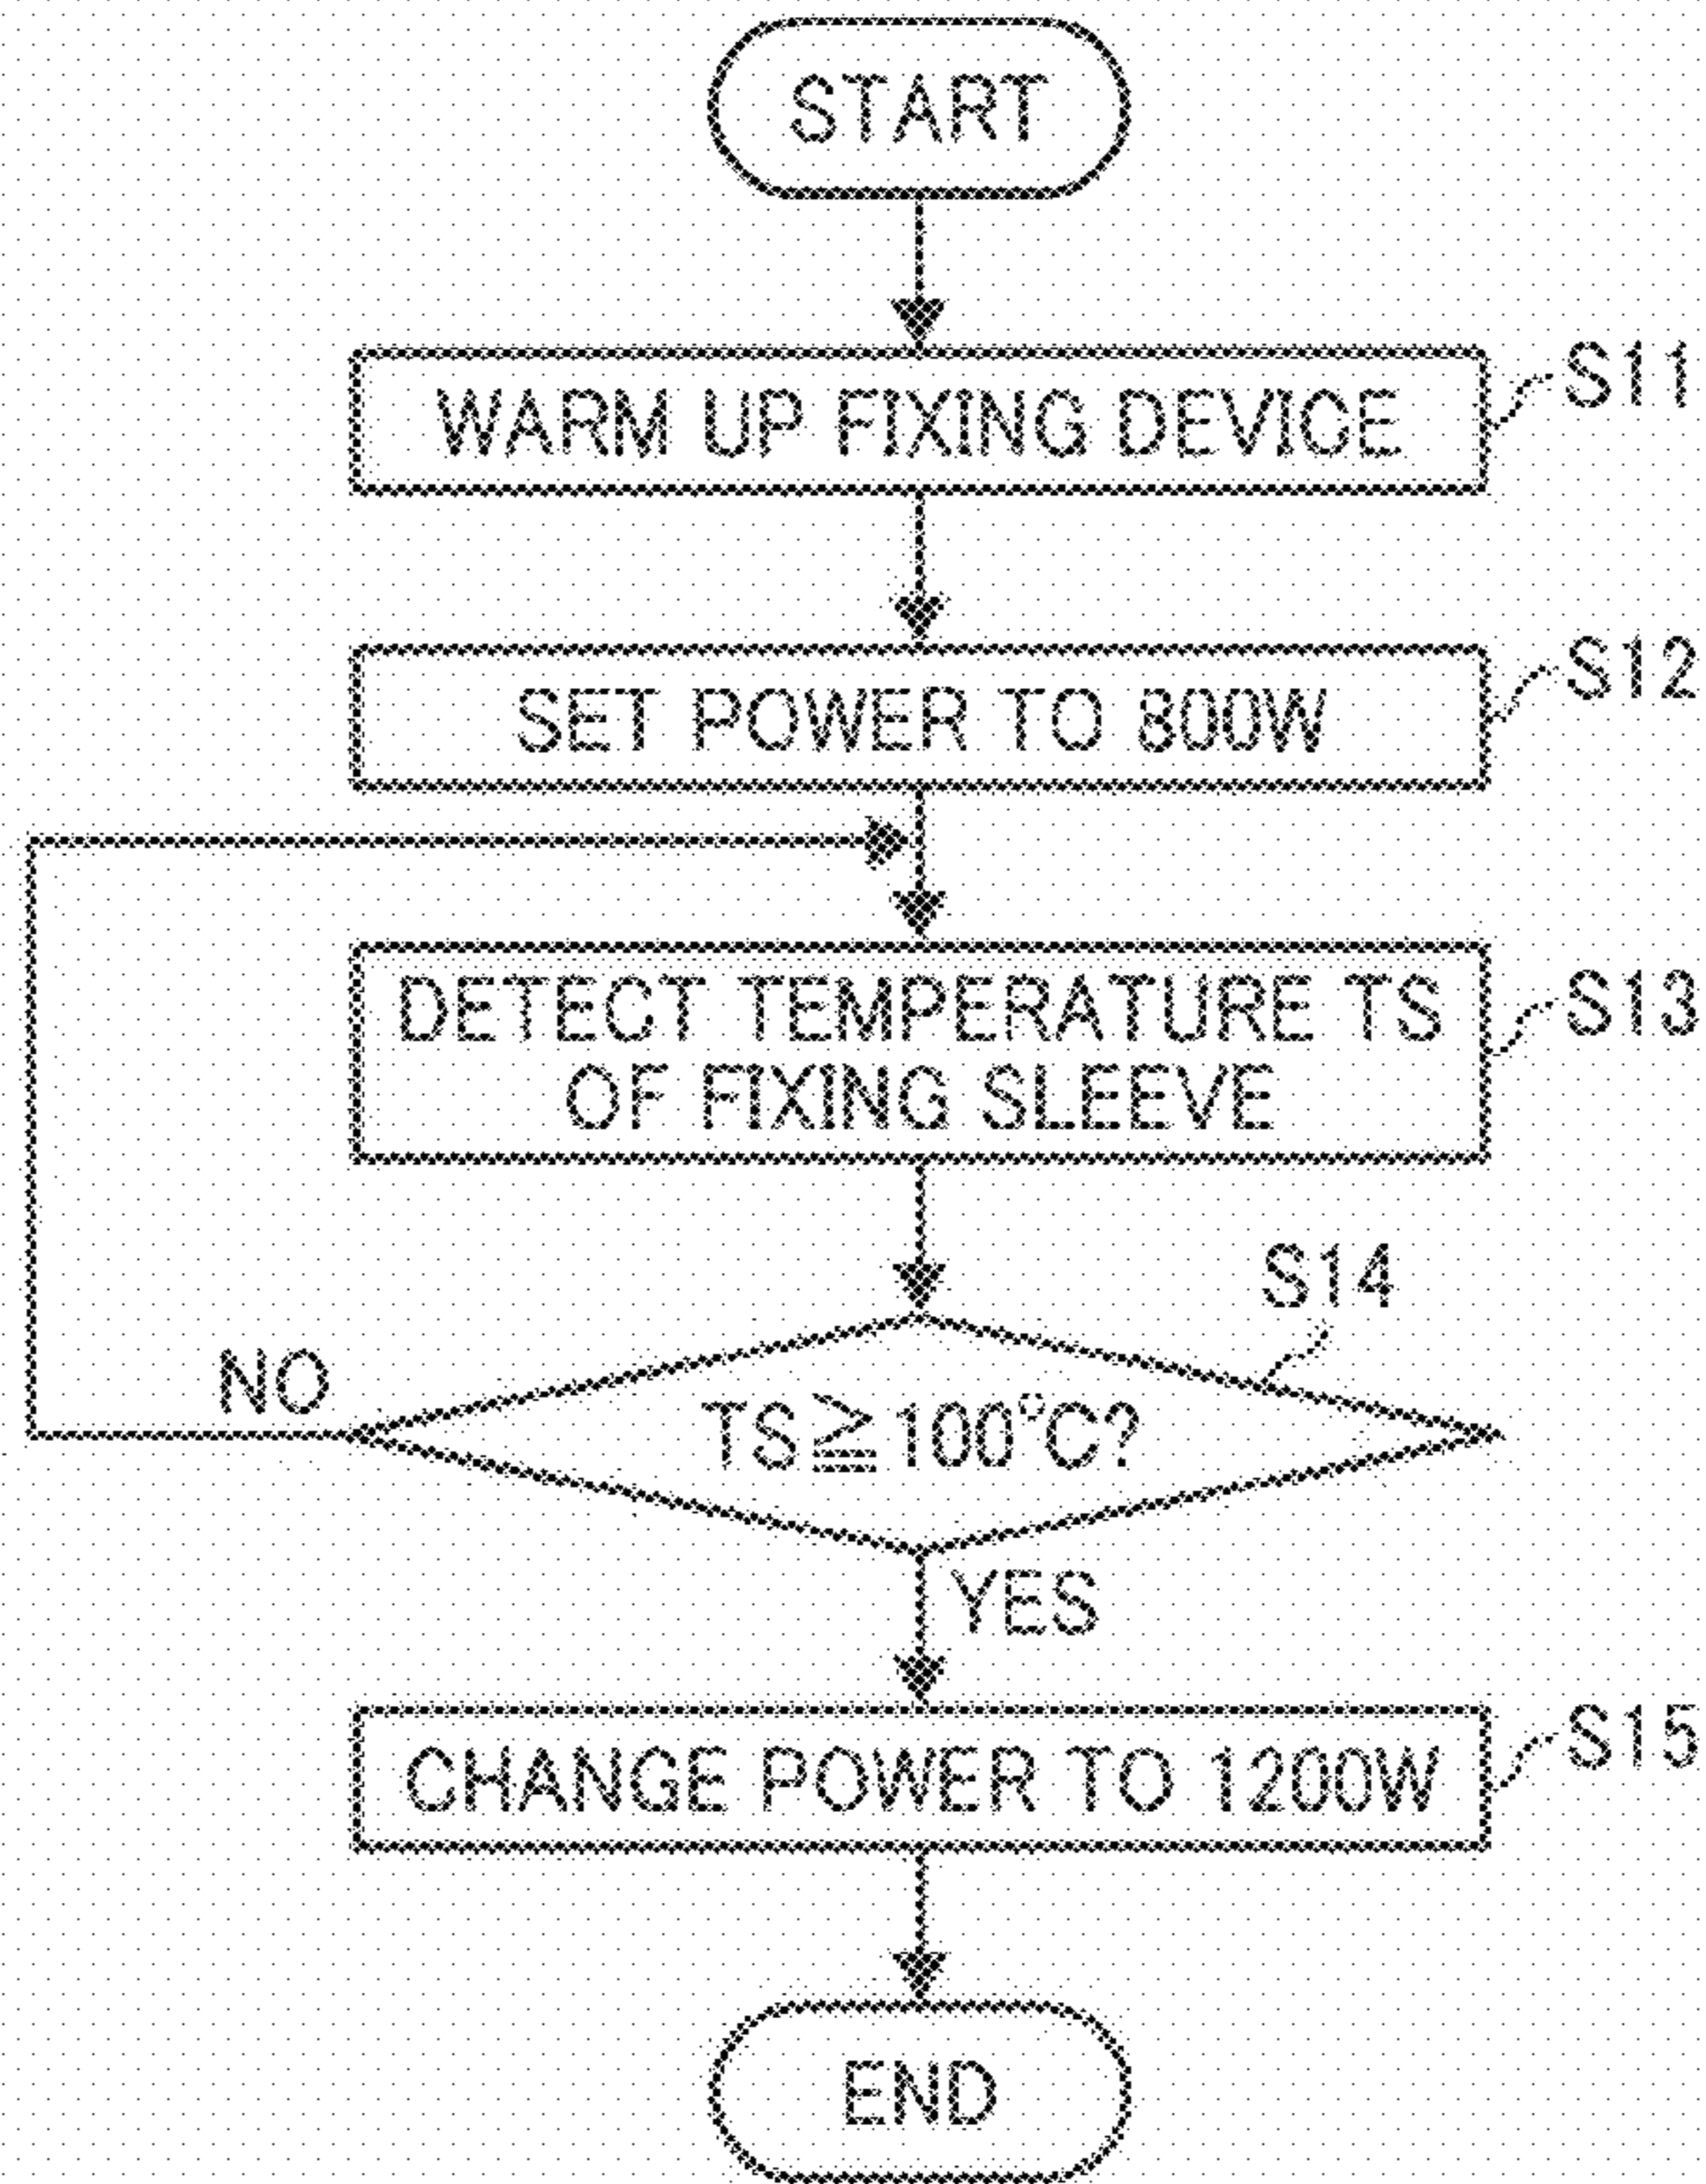 START
WARM UP FIXING DEVICE
S11
SET POWER TO 800W
S12
DETECT TEMPERATURE TS
OF FIXING SLEEVE
S13
S14
NO
TS≧100°C?
YES
CHANGE POWER TO 1200W
S15
END